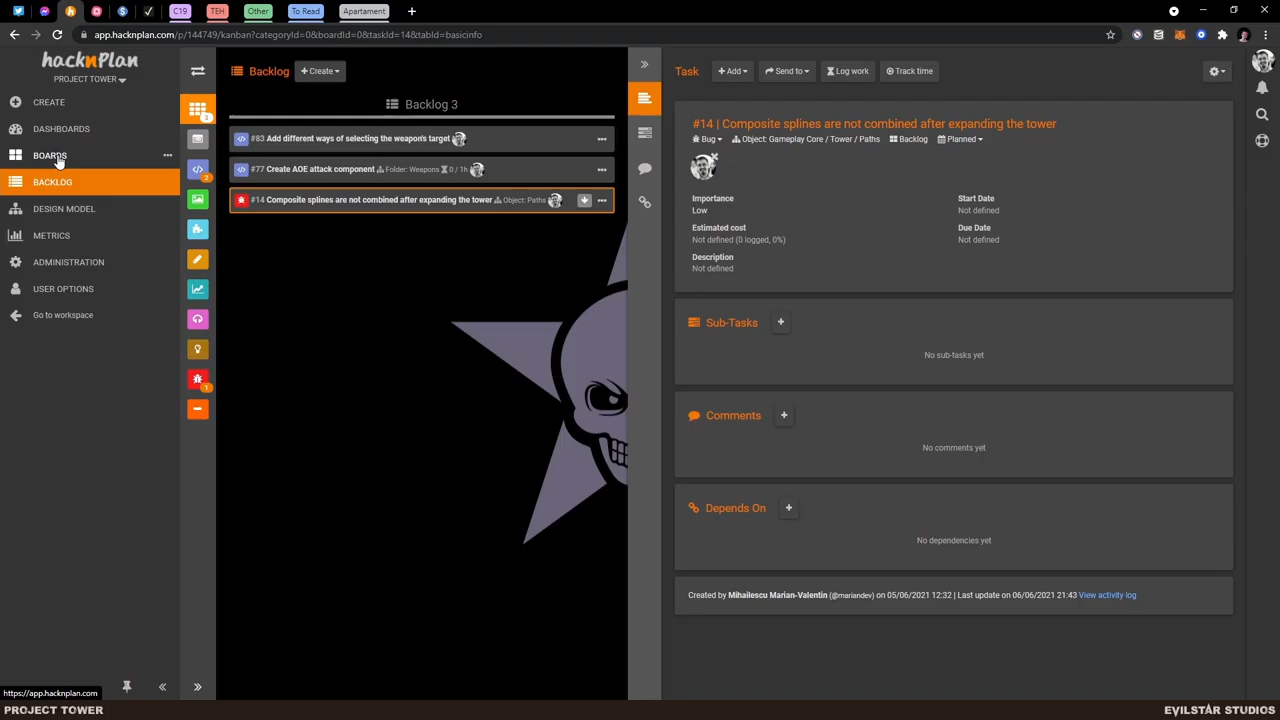 C19
TEH
Other
To Read
Apartament
app.hacknplan.com/p/144749/kanban?categoryId=0&boardId=0&taskId=14&tab=basicinfo
hacknPlan
PROJECT TOWER
CREATE
DASHBOARDS
BOARDS
BACKLOG
DESIGN MODEL
METRICS
ADMINISTRATION
USER OPTIONS
Go to workspace
3
2
1
Backlog
+ Create
Backlog 3
#83 Add different ways of selecting the weapon's target
#77 Create AOE attack component Folder: Weapons 0 / 1h
#14 Composite splines are not combined after expanding the tower Object: Paths
Task
+ Add
Send to
Log work
Track time
#14 | Composite splines are not combined after expanding the tower
Bug
Object: Gameplay Core / Tower / Paths
Backlog
Planned
Importance
Low
Start Date
Not defined
Estimated cost
Not defined (0 logged, 0%)
Due Date
Not defined
Description
Not defined
Sub-Tasks
No sub-tasks yet
Comments
No comments yet
Depends On
No dependencies yet
Created by Mihailescu Marian-Valentin (@mariandev) on 05/06/2021 12:32 | Last update on 06/06/2021 21:43 View activity log
https://app.hacknplan.com
PROJECT TOWER
EVILSTAR STUDIOS